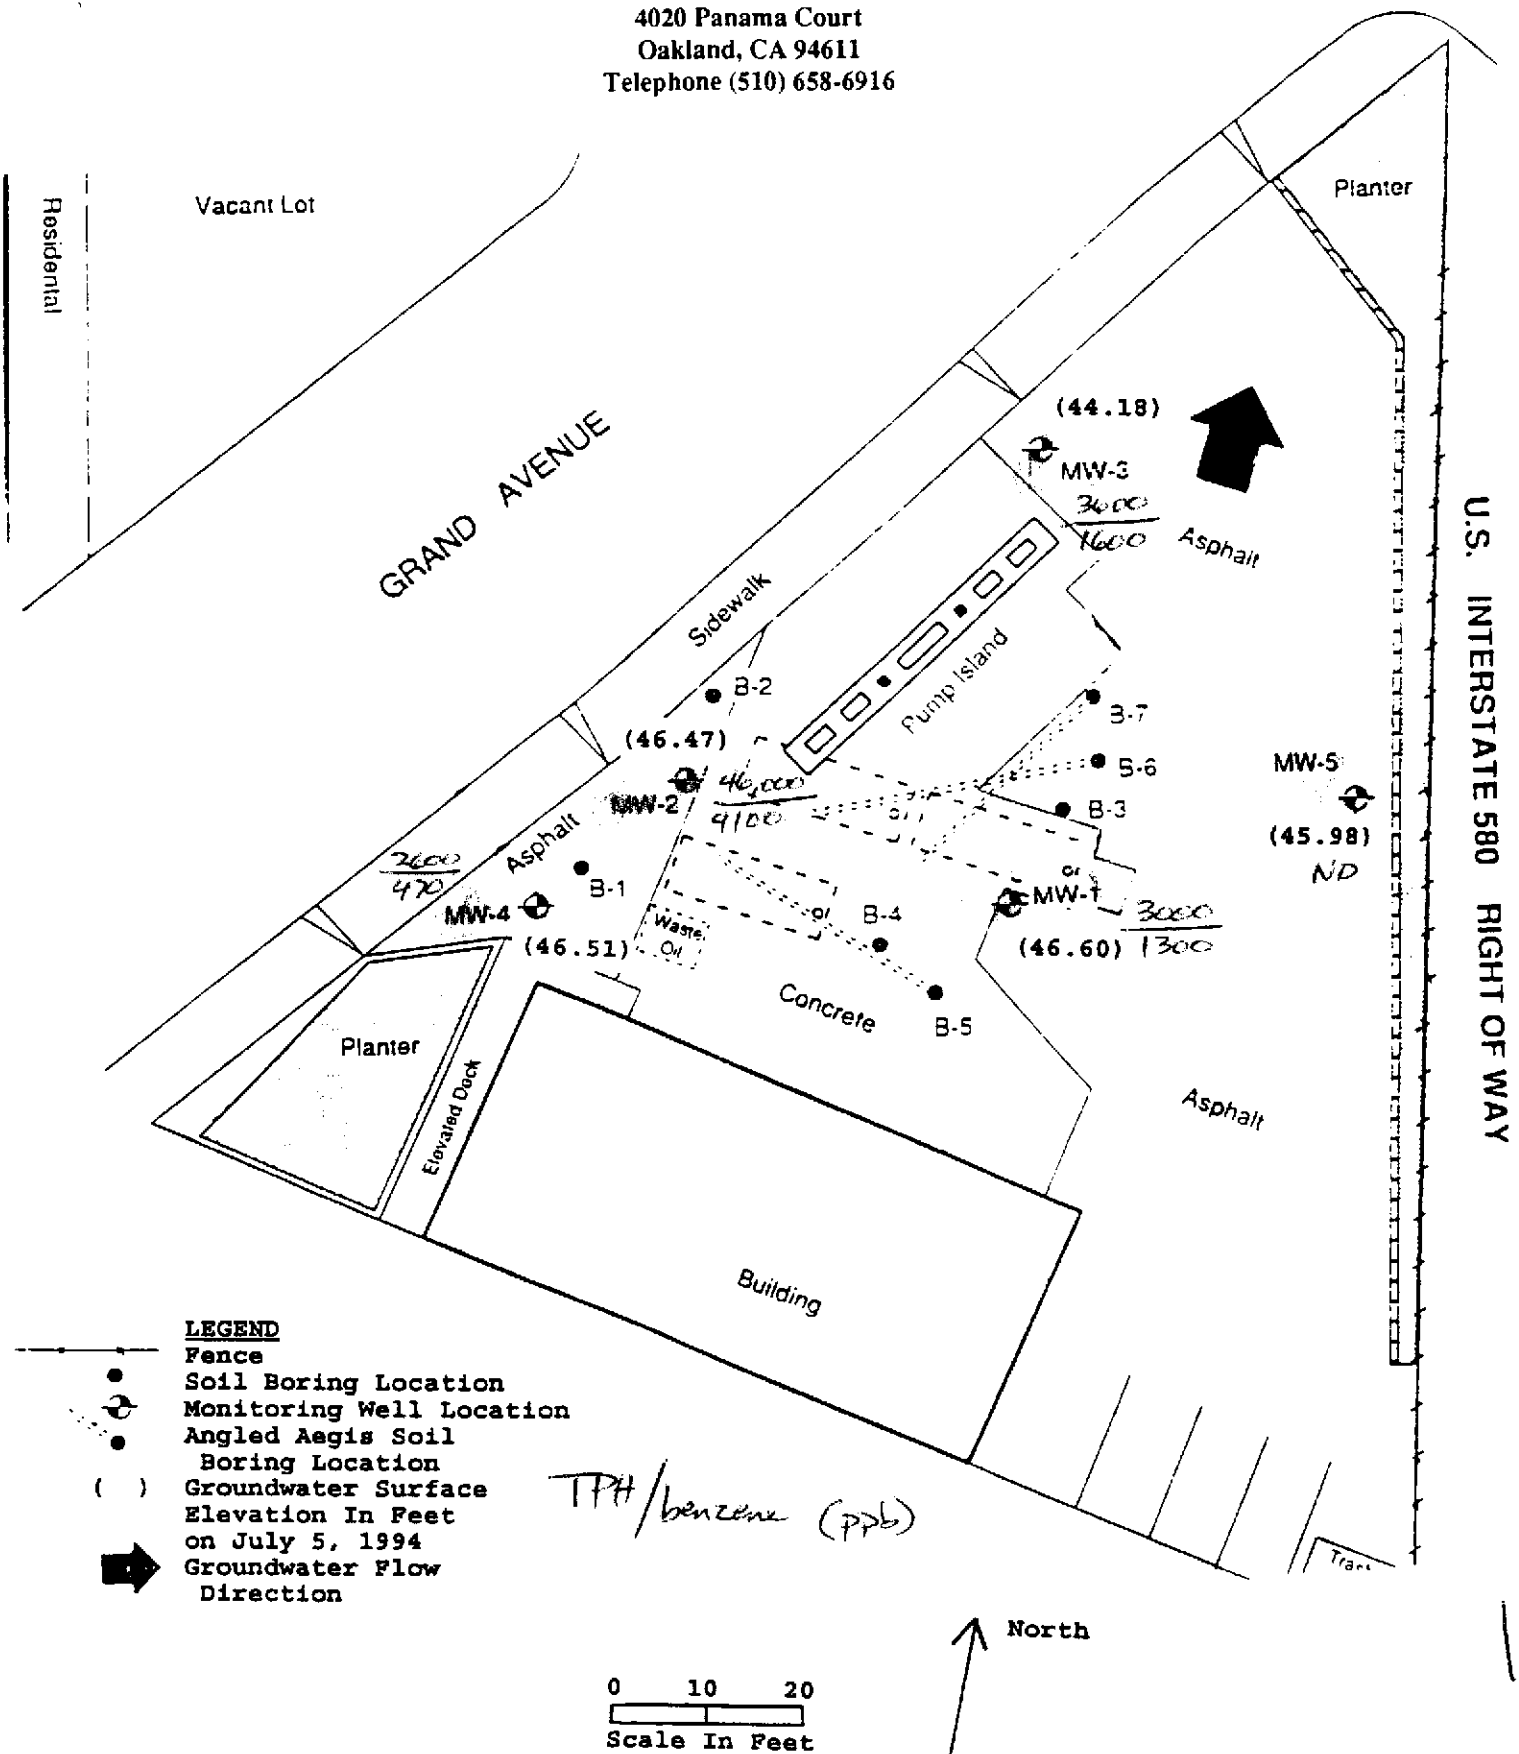 4020 Panama Court
Oakland, CA 94611
Telephone (510) 658-6916
Planter
Vacant Lot
Residental
(44.18)
MW-3
3600
1600
Asphalt
GRAND AVENUE
U.S. INTERSTATE 580 RIGHT OF WAY
Sidewalk
Pump Island
B-2
B-7
(46.47)
B-6
MW-5
MW-2
46,000
9100
B-3
(45.98)
ND
Asphalt
2600
470
B-1
MW-1
MW-4
B-4
3000
1300
(46.51)
Waste
Oil
(46.60)
Concrete
B-5
Planter
Elevated Deck
Asphalt
Building
LEGEND
Fence
Soil Boring Location
Monitoring Well Location
Angled Aegis Soil
Boring Location
( ) Groundwater Surface
Elevation In Feet
on July 5, 1994
Groundwater Flow
Direction
TPH/benzene (ppb)
North
0 10 20
Scale In Feet